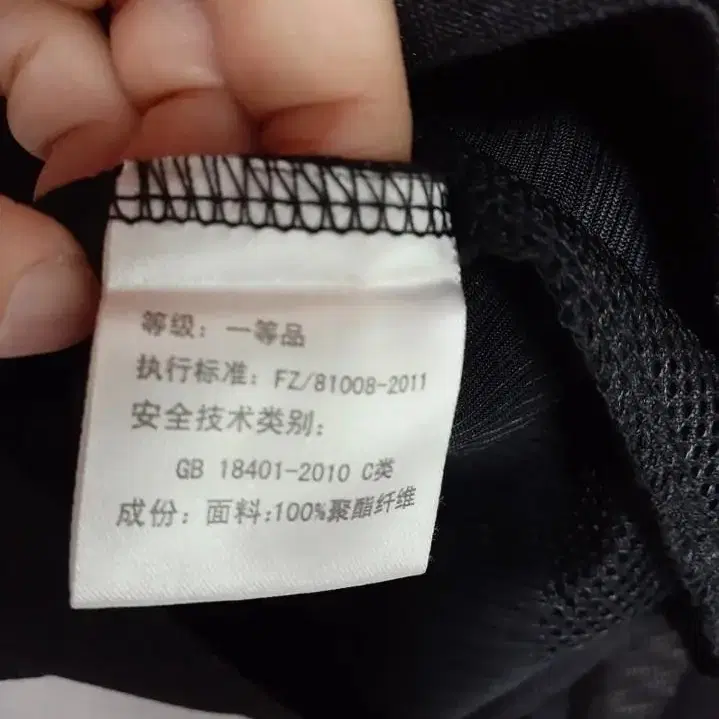 等级：一等品
执行标准：FZ/81008-2011
安全技术类别：
GB 18401-2010 C类
成份：面料:100%聚酯纤维